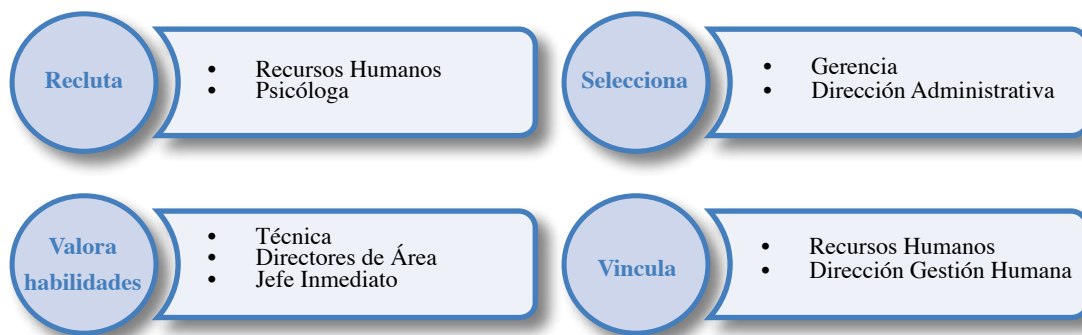 Recluta
• Recursos Humanos
• Psicóloga
Selecciona
• Gerencia
• Dirección Administrativa
Valora
habilidades
• Técnica
• Directores de Área
• Jefe Inmediato
Vincula
• Recursos Humanos
• Dirección Gestión Humana